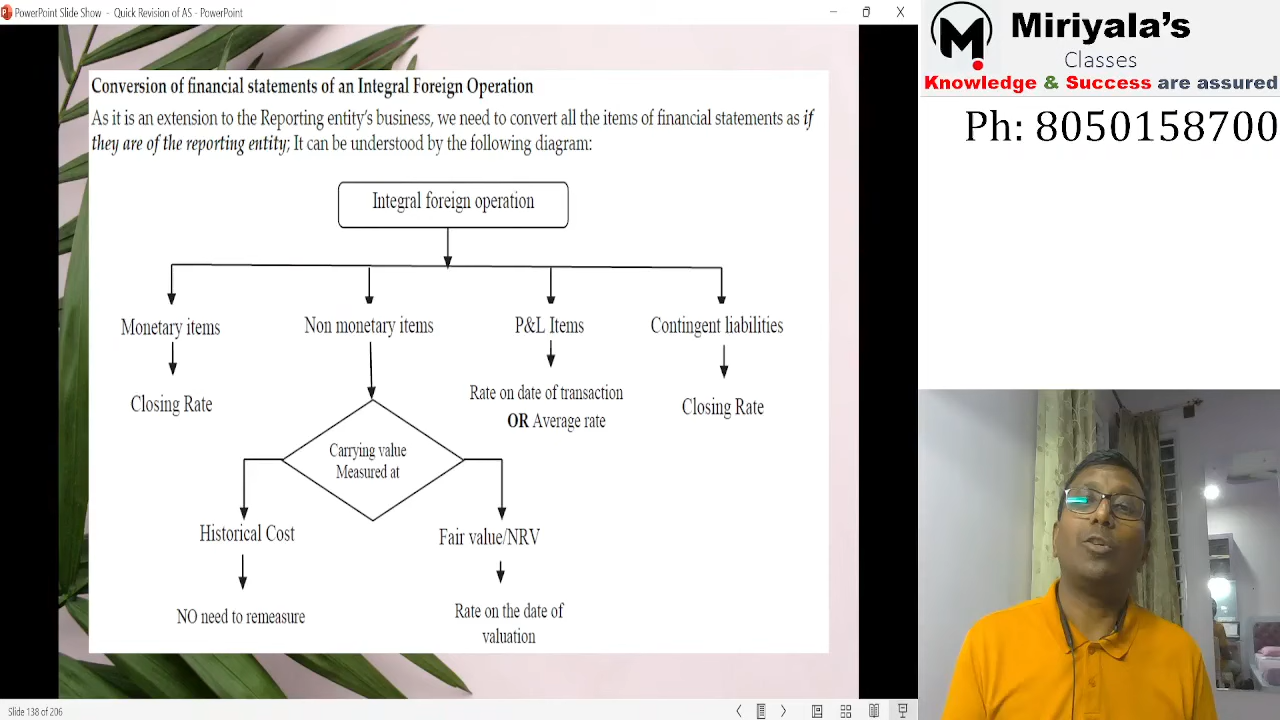 PowerPoint Slide Show - Quick Revision of AS - PowerPoint
Miriyala's
Classes
Knowledge & Success are assured
Ph: 8050158700
Conversion of financial statements of an Integral Foreign Operation
As it is an extension to the Reporting entity's business, we need to convert all the items of financial statements as if
they are of the reporting entity; It can be understood by the following diagram:
Integral foreign operation
Monetary items
Non monetary items
P&L Items
Contingent liabilities
Closing Rate
Rate on date of transaction
OR Average rate
Closing Rate
Carrying value
Measured at
Historical Cost
Fair value/NRV
NO need to remeasure
Rate on the date of
valuation
Slide 138 of 206